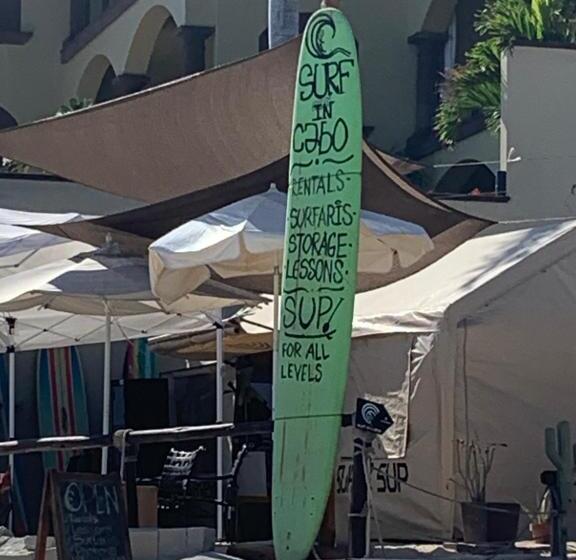 SURF
IN
Cabo
RENTALS-
SURFARIS-
STORAGE-
LESSONS-
SUP!
FOR ALL
LEVELS
SUP
OPEN